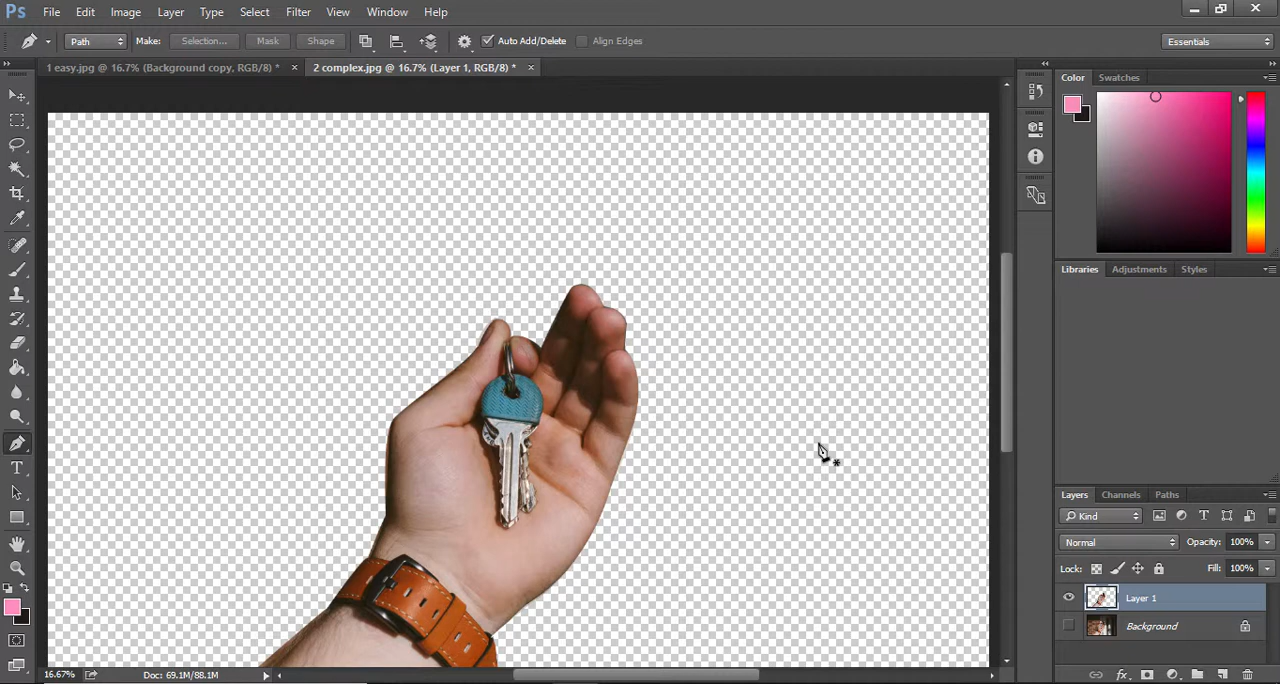 Ps File Edit Image Layer Type Select Filter View Window Help
Path Make: Selection... Mask Shape Auto Add/Delete Align Edges Essentials
1 easy.jpg @ 16.7% (Background copy, RGB/8) * × 2 complex.jpg @ 16.7% (Layer 1, RGB/8) * ×
Color Swatches
Libraries Adjustments Styles
Layers Channels Paths
Kind
Normal Opacity: 100%
Lock: Fill: 100%
Layer 1
Background
16.67% Doc: 69.1M/88.1M